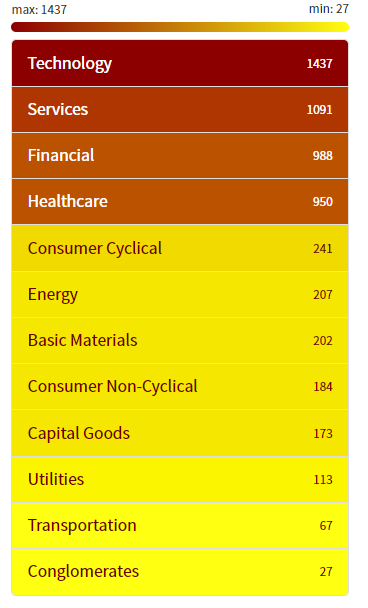 max: 1437 min: 27
Technology 1437
Services 1091
Financial 988
Healthcare 950
Consumer Cyclical 241
Energy 207
Basic Materials 202
Consumer Non-Cyclical 184
Capital Goods 173
Utilities 113
Transportation 67
Conglomerates 27